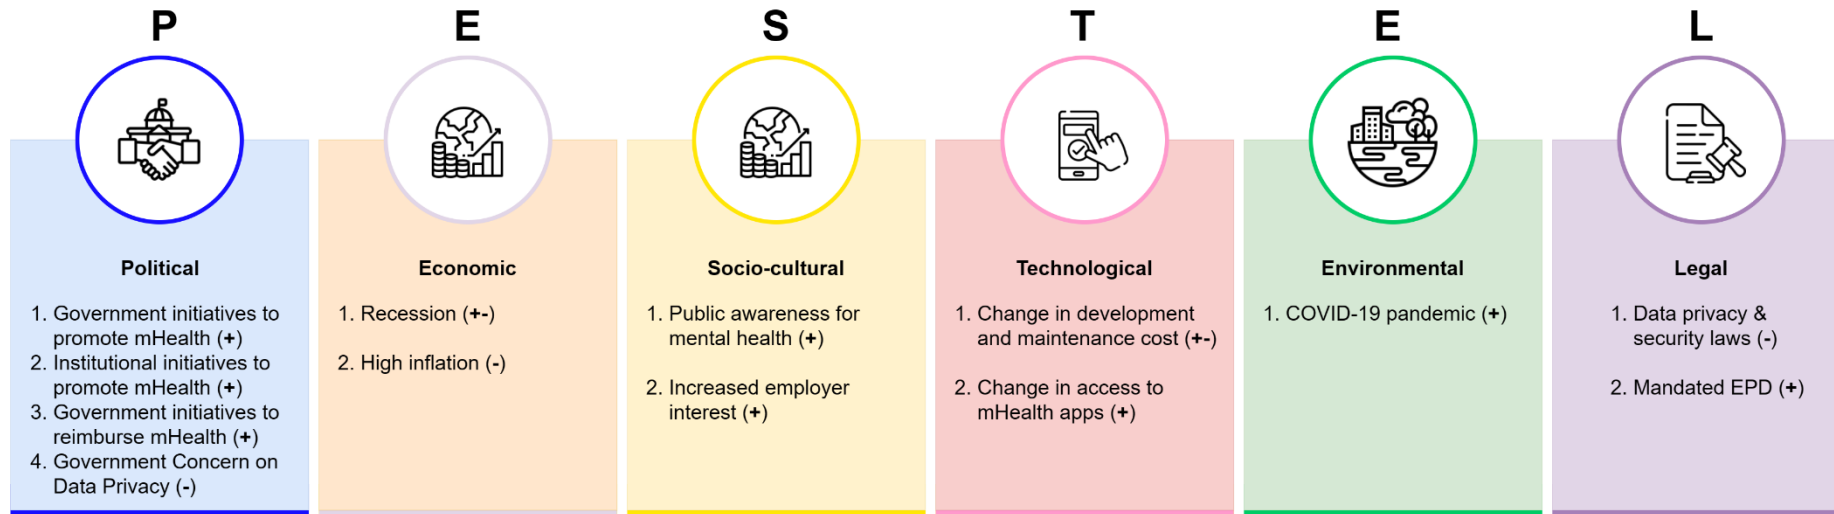 P
E
S
T
E
L
Political
1. Government initiatives to
promote mHealth (+)
2. Institutional initiatives to
promote mHealth (+)
3. Government initiatives to
reimburse mHealth (+)
4. Government Concern on
Data Privacy (-)
Economic
1. Recession (+-)
2. High inflation (-)
Socio-cultural
1. Public awareness for
mental health (+)
2. Increased employer
interest (+)
Technological
1. Change in development
and maintenance cost (+-)
2. Change in access to
mHealth apps (+)
Environmental
1. COVID-19 pandemic (+)
Legal
1. Data privacy &
security laws (-)
2. Mandated EPD (+)